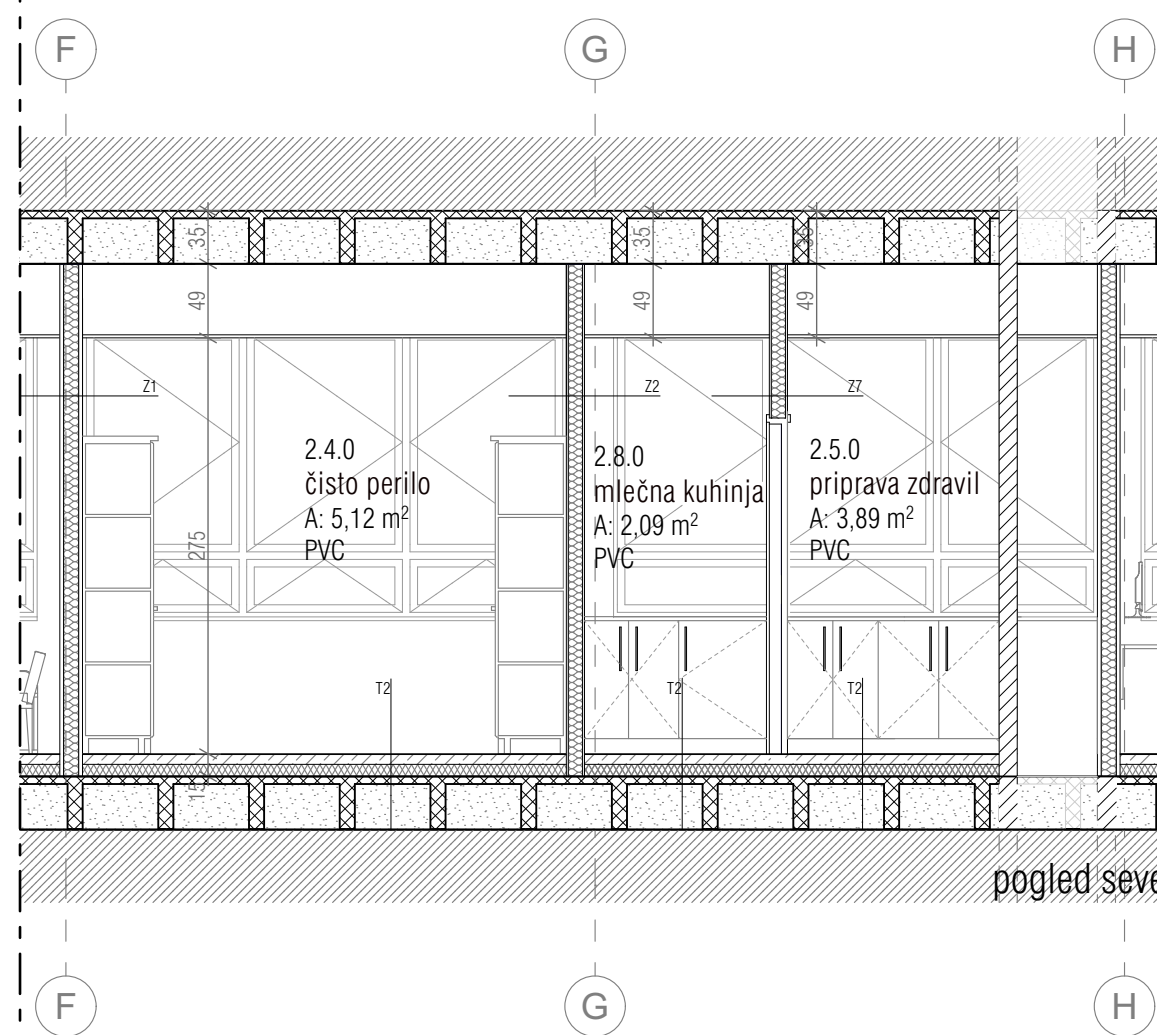 F
G
H
35
35
35
49
49
49
Z1
Z2
Z7
2.4.0
čisto perilo
A: 5,12 m²
PVC
2.8.0
mlečna kuhinja
A: 2,09 m²
PVC
2.5.0
priprava zdravil
A: 3,89 m²
PVC
275
T2
T2
T2
15
pogled seve
F
G
H